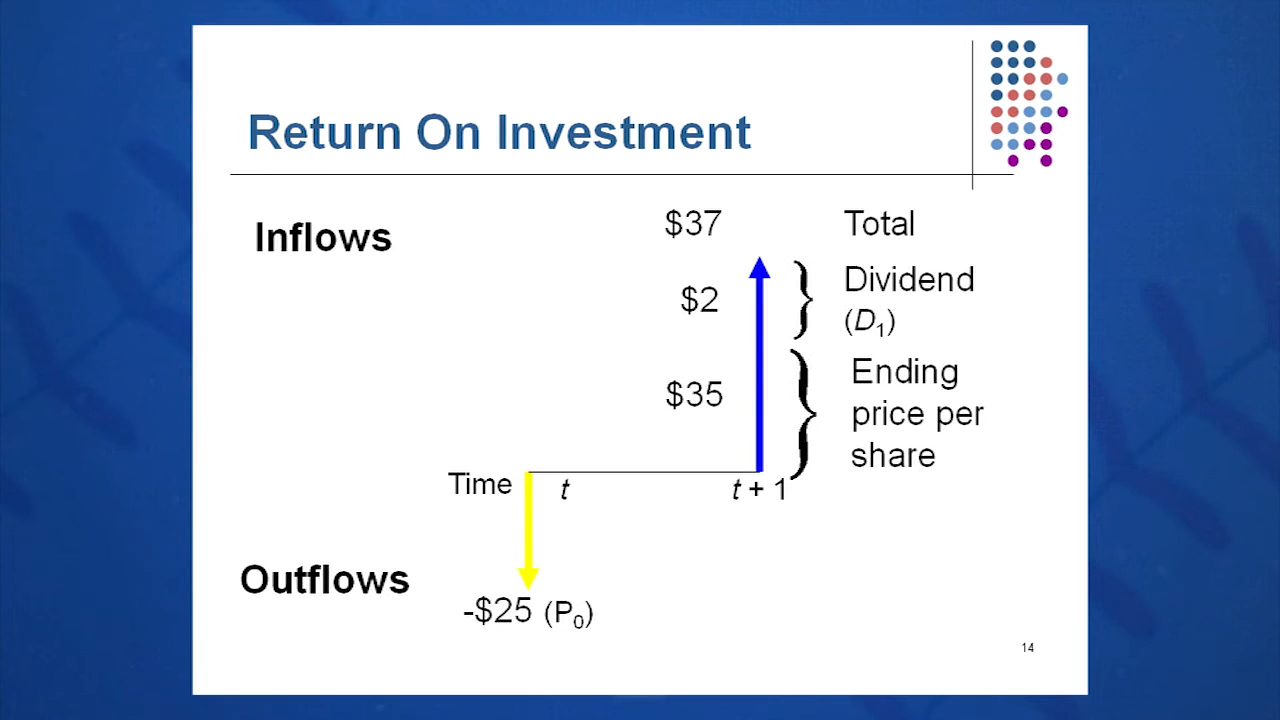 Return On Investment
Inflows
$37 Total
$2 Dividend
(D₁)
$35 Ending
price per
share
Time t t + 1
Outflows
-$25 (P₀)
14